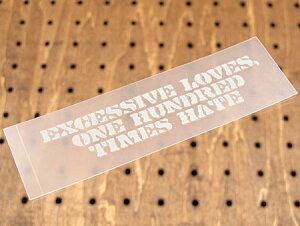 EXCESSIVE LOVES,
ONE HUNDRED
TIMES HATE